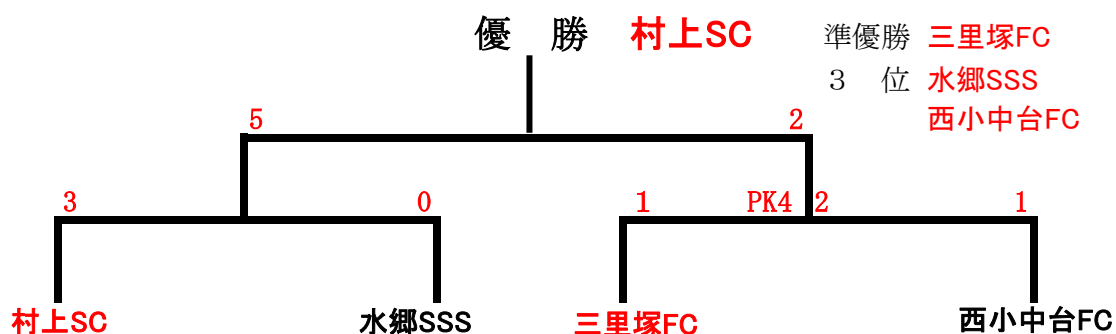 優 勝 村上SC
準優勝 三里塚FC
3 位 水郷SSS
西小中台FC
5 2
3 0 1 PK4 2 1
村上SC 水郷SSS 三里塚FC 西小中台FC